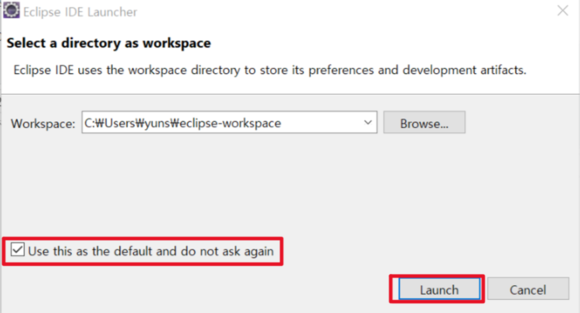 Eclipse IDE Launcher
Select a directory as workspace
Eclipse IDE uses the workspace directory to store its preferences and development artifacts.
Workspace: C:₩Users₩yuns₩eclipse-workspace Browse...
Use this as the default and do not ask again
Launch Cancel